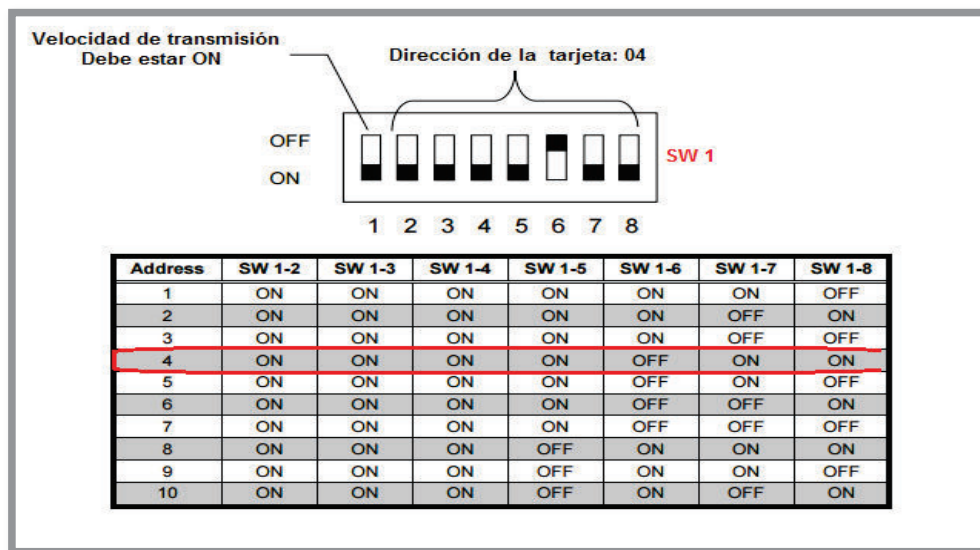 Velocidad de transmisión
Debe estar ON
Dirección de la tarjeta: 04
OFF
ON
SW 1
1 2 3 4 5 6 7 8
Address SW 1-2 SW 1-3 SW 1-4 SW 1-5 SW 1-6 SW 1-7 SW 1-8
1 ON ON ON ON ON ON OFF
2 ON ON ON ON ON OFF ON
3 ON ON ON ON ON OFF OFF
4 ON ON ON ON OFF ON ON
5 ON ON ON ON OFF ON OFF
6 ON ON ON ON OFF OFF ON
7 ON ON ON ON OFF OFF OFF
8 ON ON ON OFF ON ON ON
9 ON ON ON OFF ON ON OFF
10 ON ON ON OFF ON OFF ON